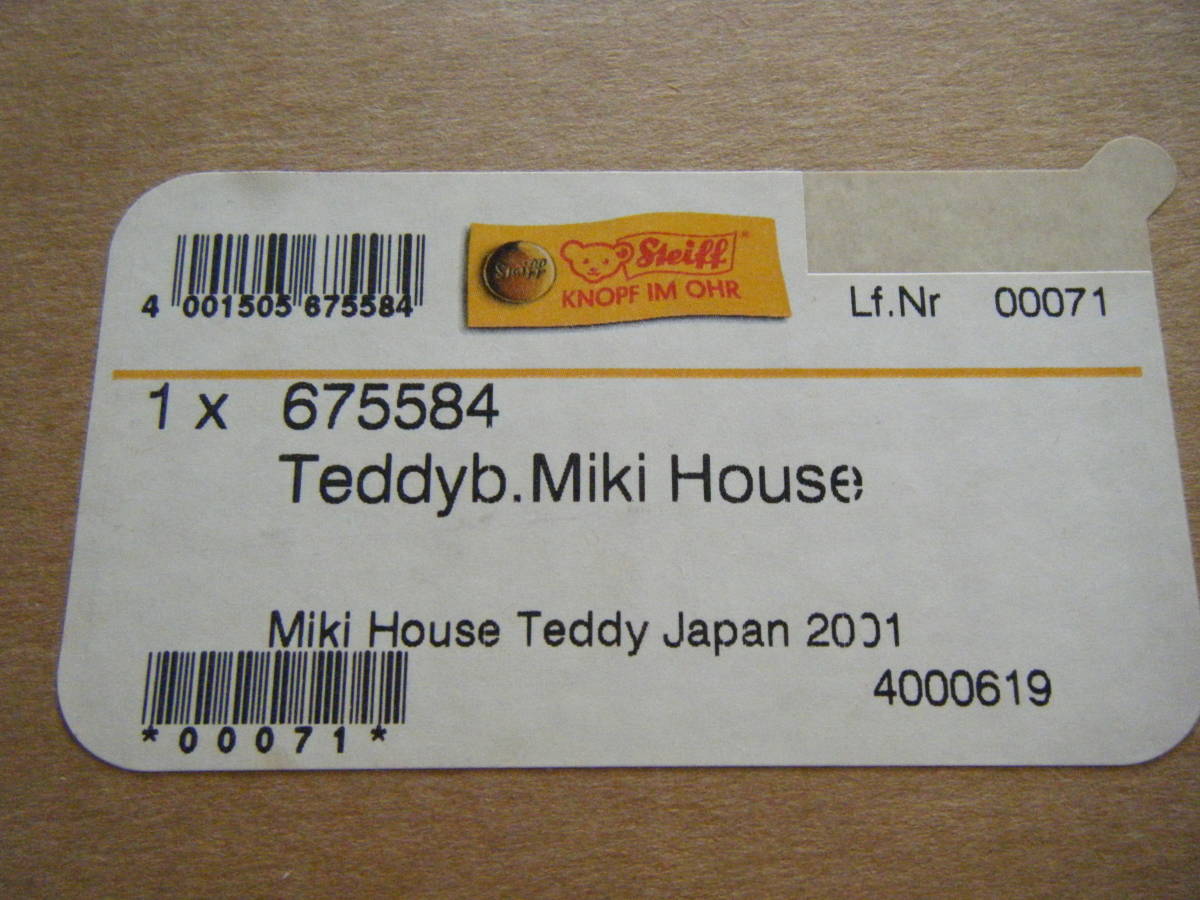 4 001505 675584
Steiff
Steiff
KNOPF IM OHR
Lf.Nr 00071
1 x 675584
Teddyb.Miki House
Miki House Teddy Japan 2001
4000619
*00071*